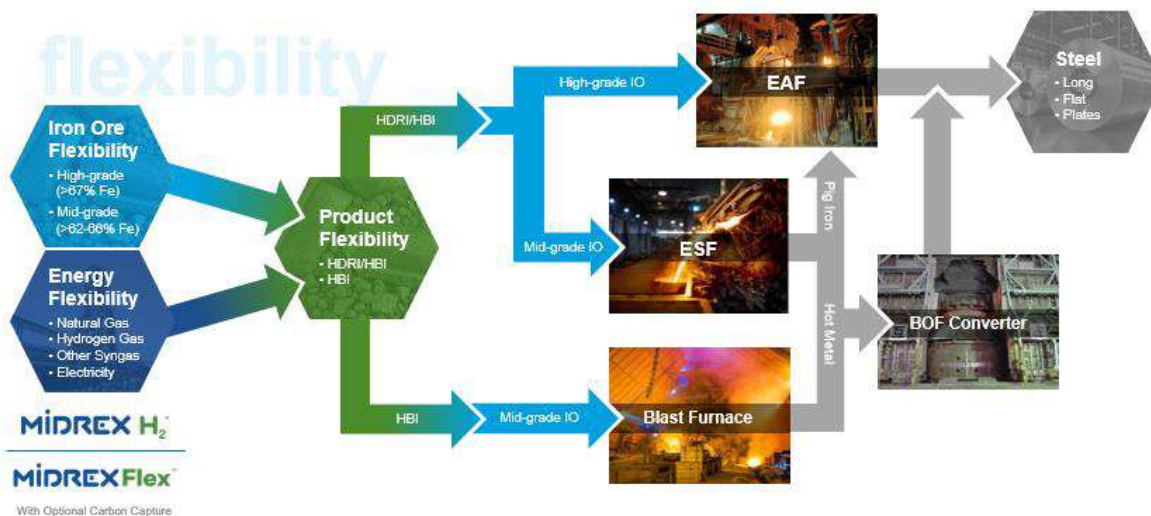 flexibility
Iron Ore
Flexibility
• High-grade
(>67% Fe)
• Mid-grade
(>62-66% Fe)
Energy
Flexibility
• Natural Gas
• Hydrogen Gas
• Other Syngas
• Electricity
Product
Flexibility
• HDRI/HBI
• HBI
HDRI/HBI
High-grade IO
Mid-grade IO
HBI
Mid-grade IO
EAF
ESF
Blast Furnace
Pig Iron
Hot Metal
BOF Converter
Steel
• Long
• Flat
• Plates
MIDREX H2™
MIDREX Flex™
With Optional Carbon Capture